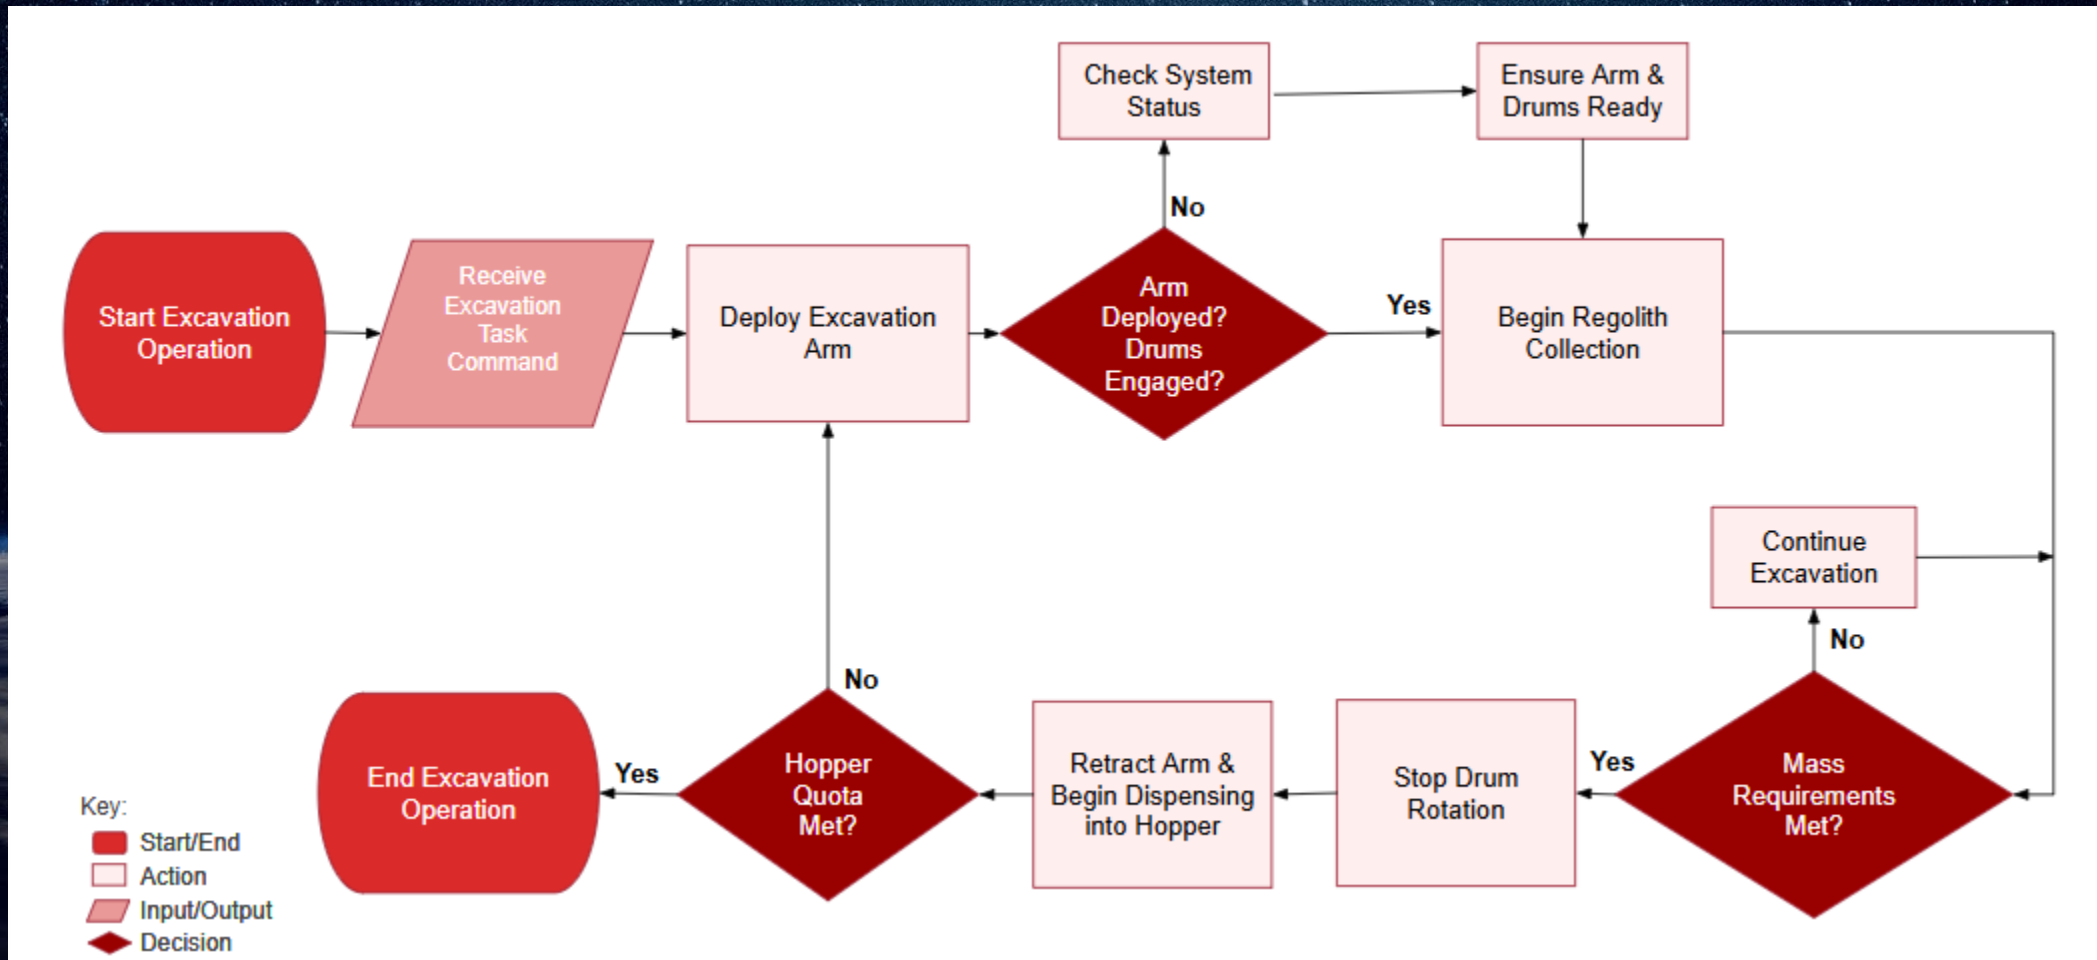 Check System
Status
Ensure Arm &
Drums Ready
No
Start Excavation
Operation
Receive
Excavation
Task
Command
Deploy Excavation
Arm
Arm
Deployed?
Drums
Engaged?
Yes
Begin Regolith
Collection
Continue
Excavation
No
Mass
Requirements
Met?
Yes
Stop Drum
Rotation
Retract Arm &
Begin Dispensing
into Hopper
Hopper
Quota
Met?
No
Yes
End Excavation
Operation
Key:
Start/End
Action
Input/Output
Decision